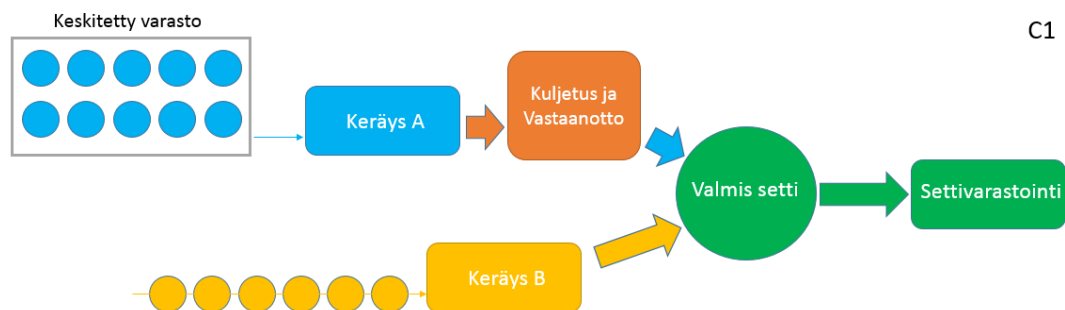 Keskitetty varasto
C1
Keräys A
Kuljetus ja
Vastaanotto
Valmis setti
Settivarastointi
Keräys B